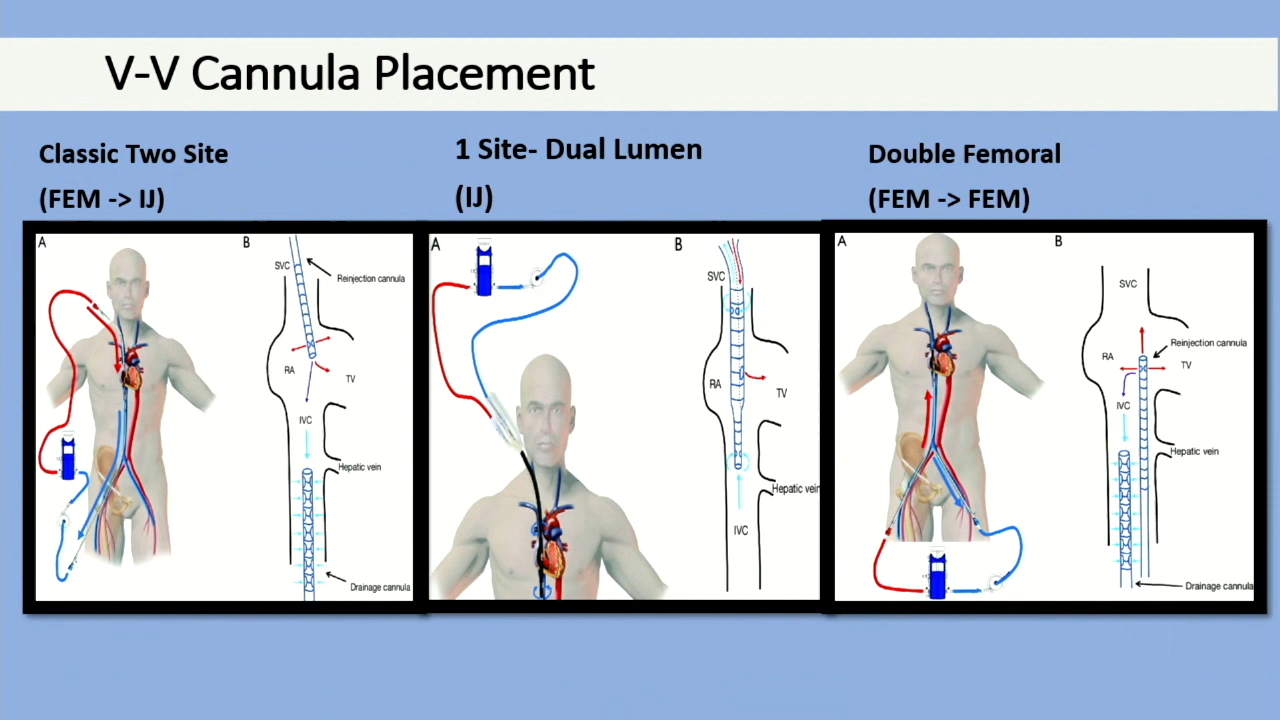 V-V Cannula Placement
Classic Two Site
(FEM -> IJ)
1 Site- Dual Lumen
(IJ)
Double Femoral
(FEM -> FEM)
A
B
SVC
Reinjection cannula
RA
TV
IVC
Hepatic vein
Drainage cannula
A
B
SVC
RA
TV
Hepatic vein
IVC
A
B
SVC
Reinjection cannula
RA
TV
IVC
Hepatic vein
Drainage cannula